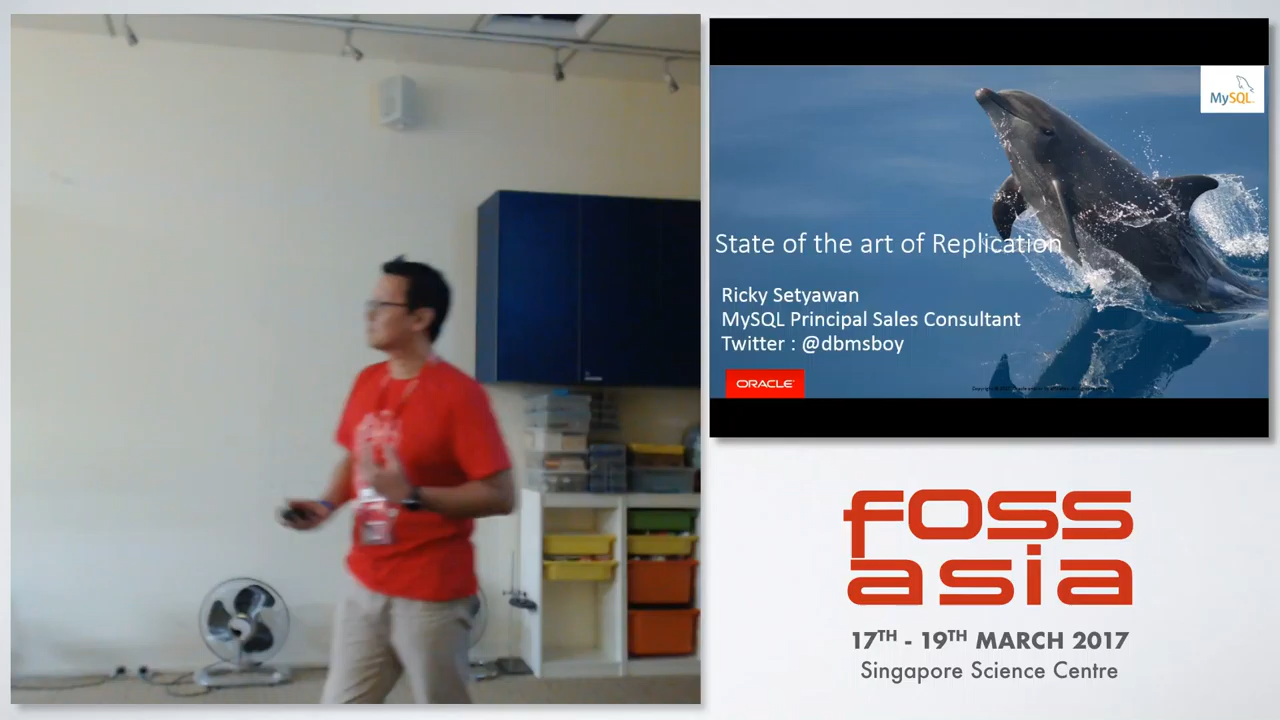 MySQL
State of the art of Replication
Ricky Setyawan
MySQL Principal Sales Consultant
Twitter : @dbmsboy
ORACLE
foss
asia
17TH - 19TH MARCH 2017
Singapore Science Centre